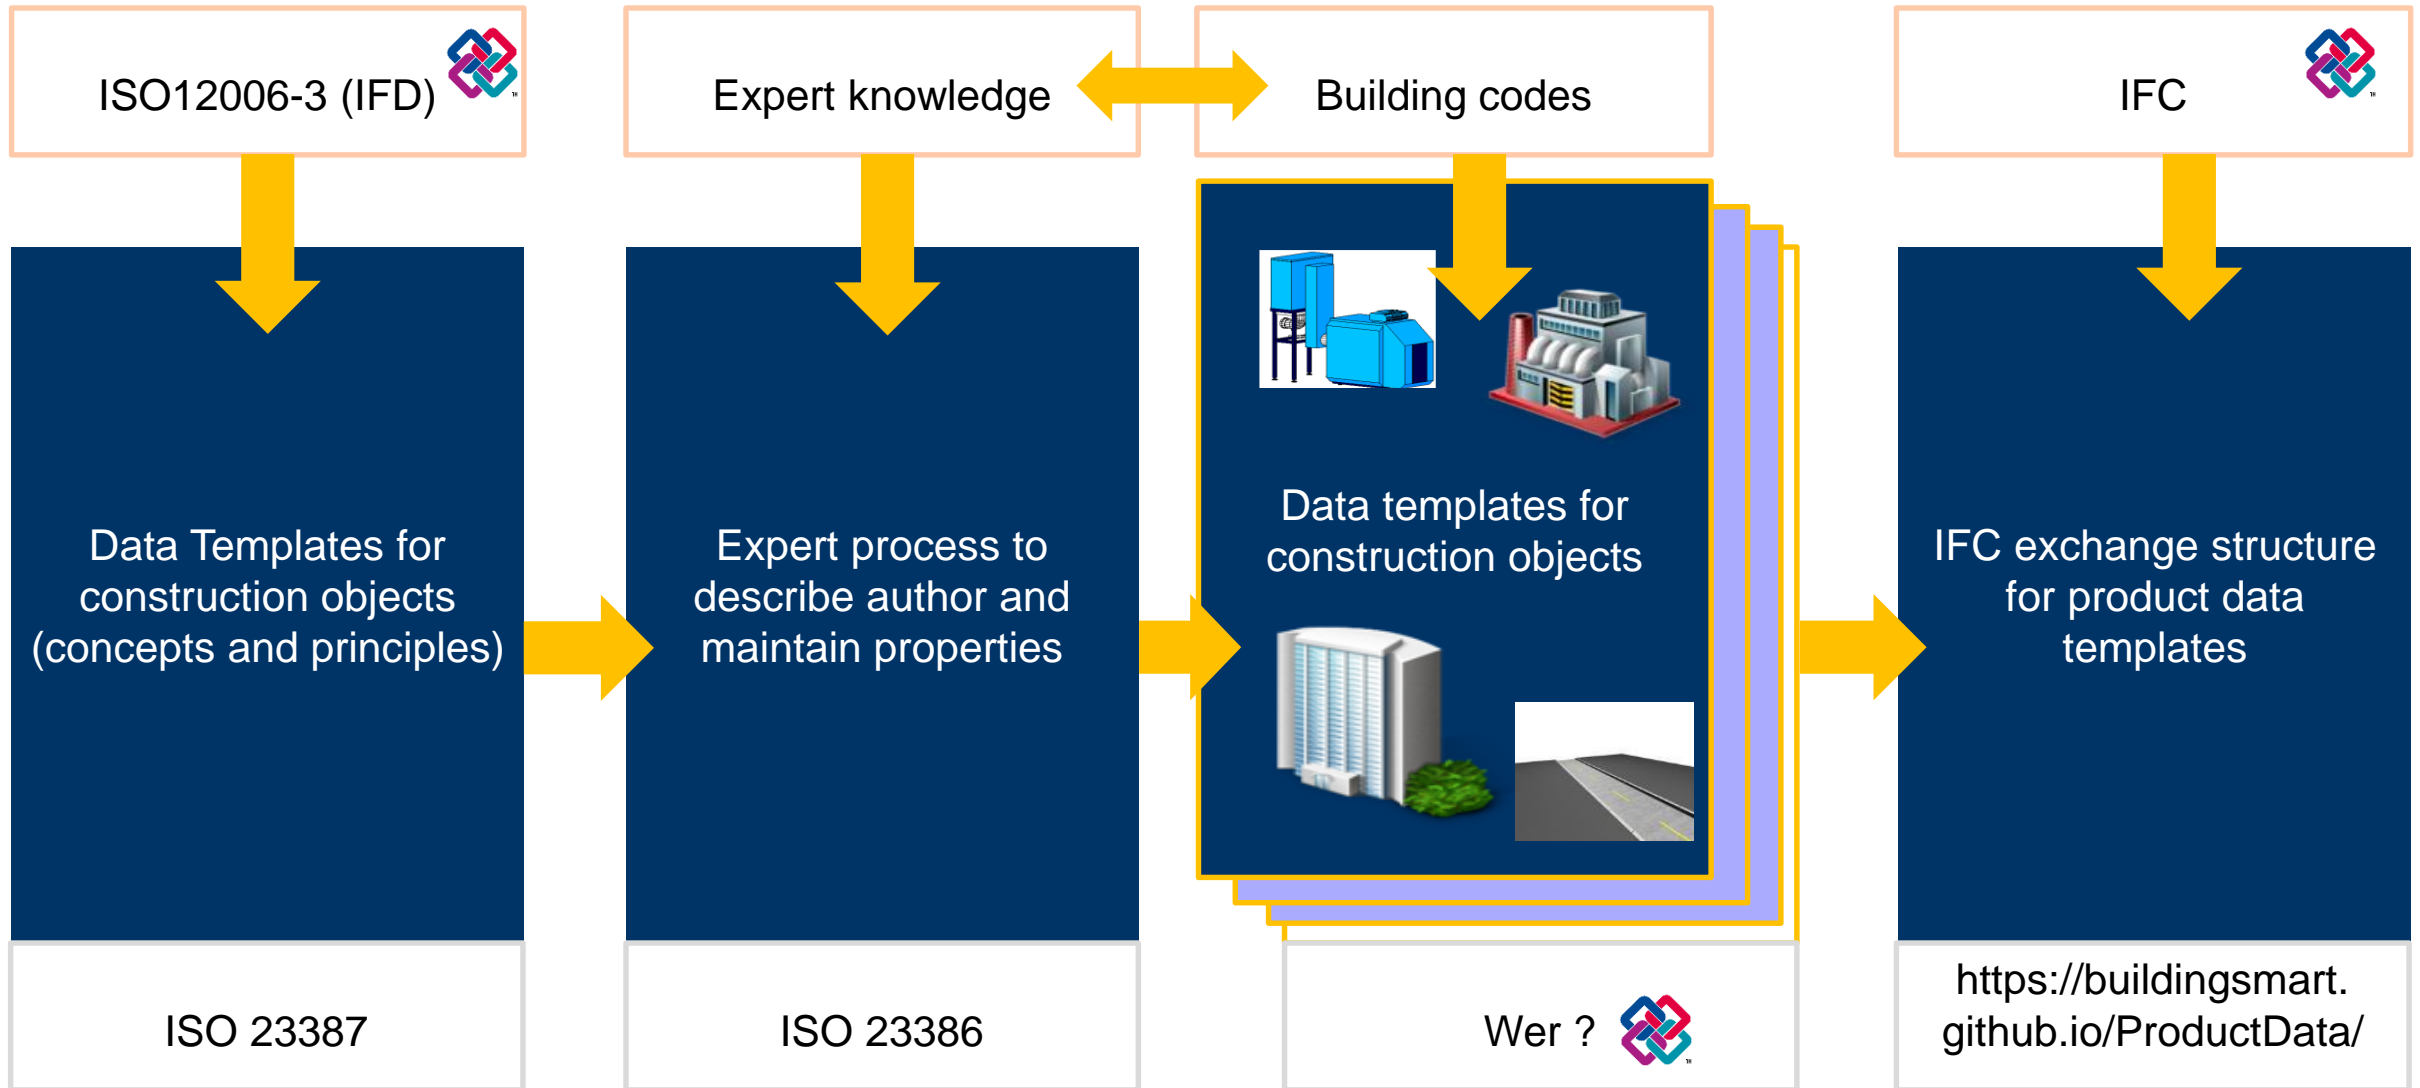 ISO12006-3 (IFD)
Expert knowledge
Building codes
IFC
Data Templates for
construction objects
(concepts and principles)
Expert process to
describe author and
maintain properties
Data templates for
construction objects
IFC exchange structure
for product data
templates
ISO 23387
ISO 23386
Wer ?
https://buildingsmart.
github.io/ProductData/